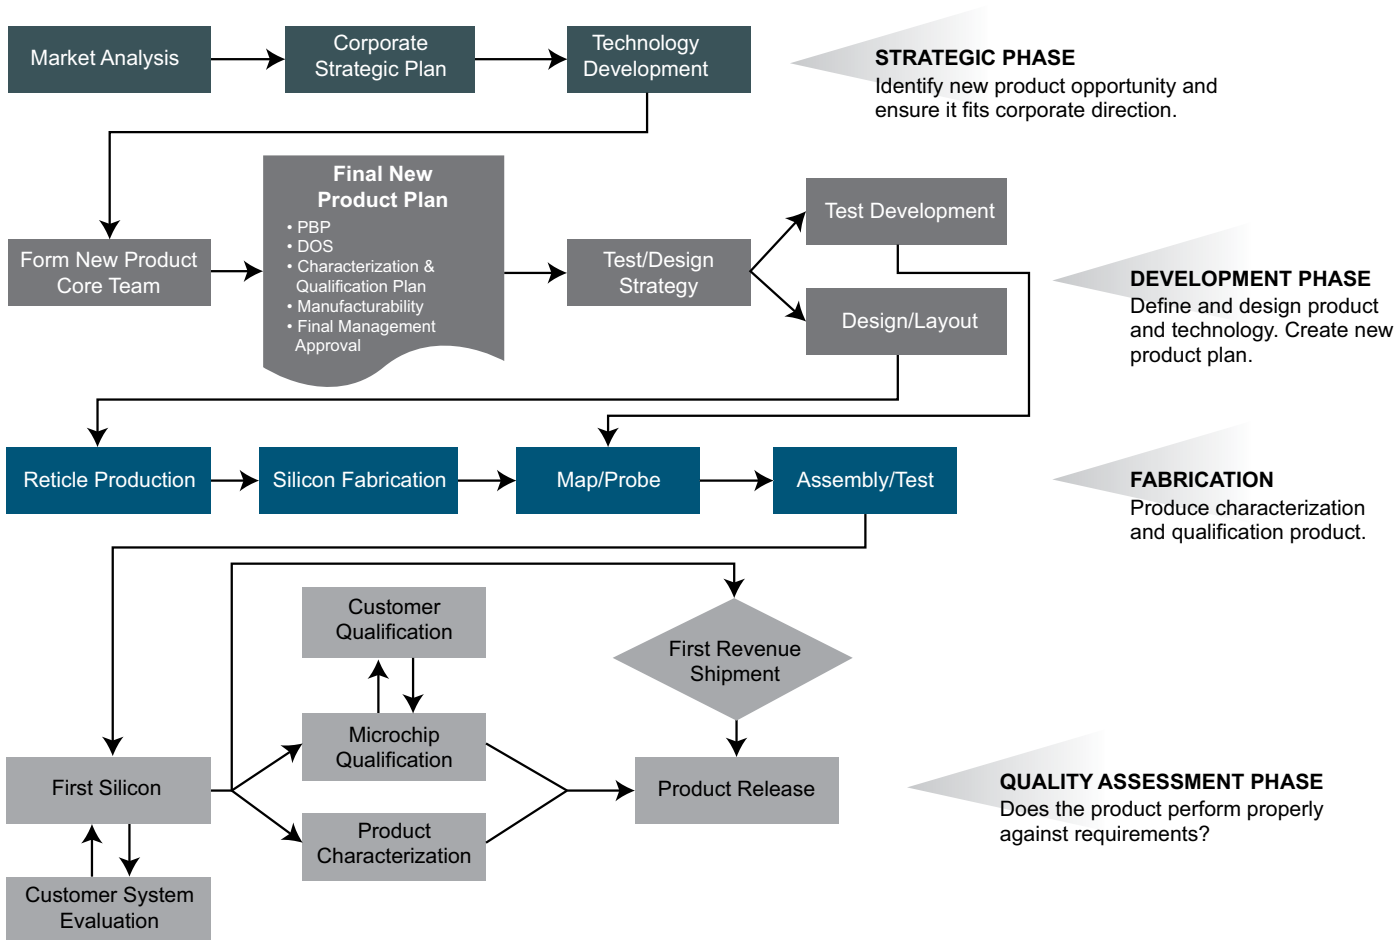 Market Analysis
Corporate
Strategic Plan
Technology
Development
STRATEGIC PHASE
Identify new product opportunity and
ensure it fits corporate direction.
Form New Product
Core Team
Final New
Product Plan
• PBP
• DOS
• Characterization &
Qualification Plan
• Manufacturability
• Final Management
Approval
Test/Design
Strategy
Test Development
Design/Layout
DEVELOPMENT PHASE
Define and design product
and technology. Create new
product plan.
Reticle Production
Silicon Fabrication
Map/Probe
Assembly/Test
FABRICATION
Produce characterization
and qualification product.
Customer
Qualification
First Revenue
Shipment
Microchip
Qualification
First Silicon
Product Release
Product
Characterization
Customer System
Evaluation
QUALITY ASSESSMENT PHASE
Does the product perform properly
against requirements?